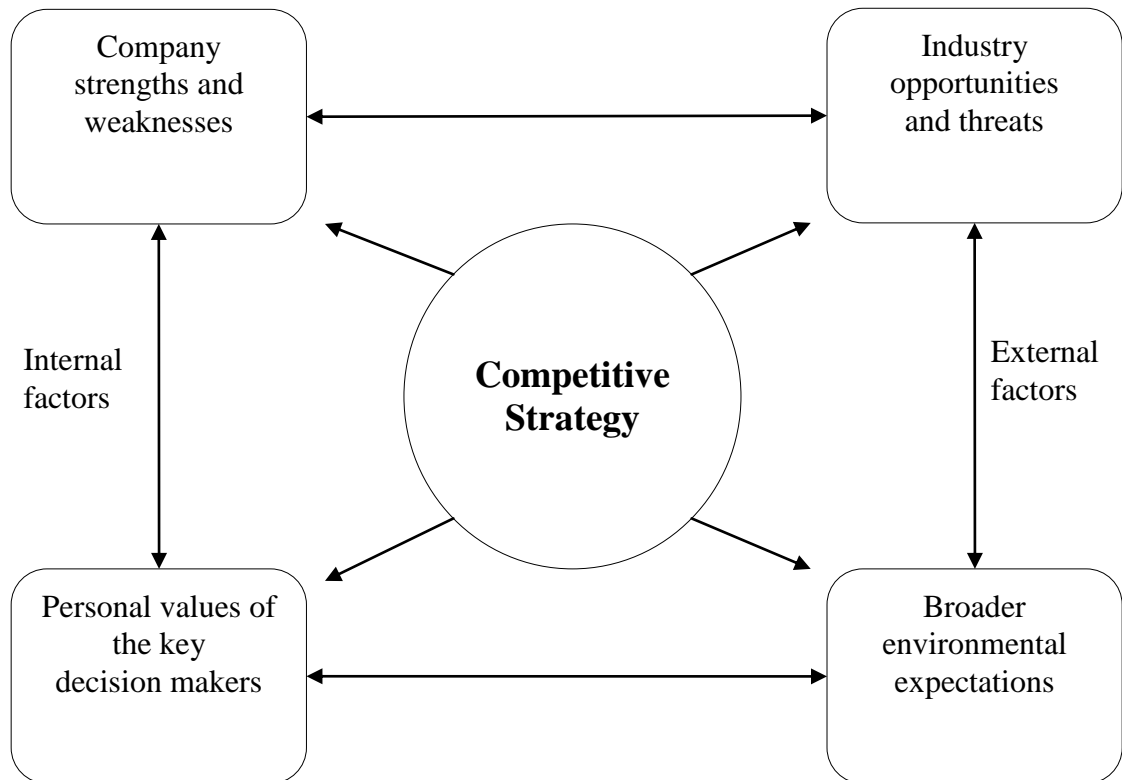 Company
strengths and
weaknesses
Industry
opportunities
and threats
Internal
factors
Competitive
Strategy
External
factors
Personal values of
the key
decision makers
Broader
environmental
expectations